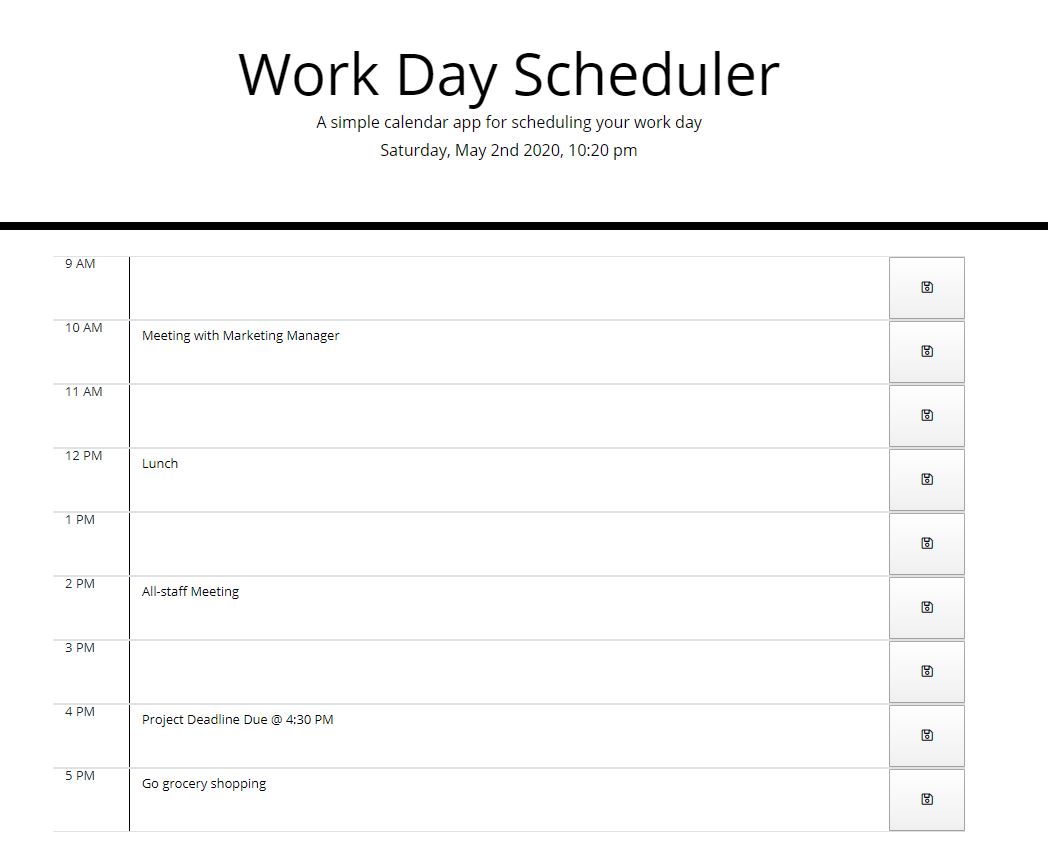 Work Day Scheduler
A simple calendar app for scheduling your work day
Saturday, May 2nd 2020, 10:20 pm
9 AM
10 AM
Meeting with Marketing Manager
11 AM
12 PM
Lunch
1 PM
2 PM
All-staff Meeting
3 PM
4 PM
Project Deadline Due @ 4:30 PM
5 PM
Go grocery shopping